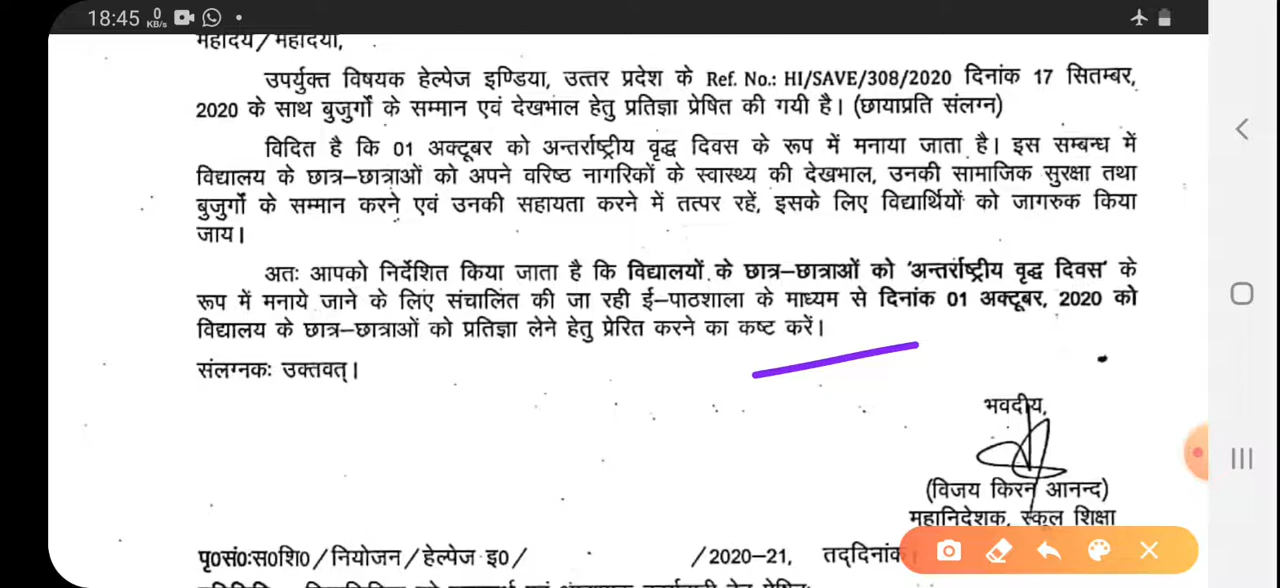 18:45 0 KB/s
महोदय/महोदया,
उपर्युक्त विषयक हेल्पेज इण्डिया, उत्तर प्रदेश के Ref. No.: HI/SAVE/308/2020 दिनांक 17 सितम्बर,
2020 के साथ बुजुर्गो के सम्मान एवं देखभाल हेतु प्रतिज्ञा प्रेषित की गयी है। (छायाप्रति संलग्न)
विदित है कि 01 अक्टूबर को अन्तर्राष्ट्रीय वृद्ध दिवस के रूप में मनाया जाता है। इस सम्बन्ध में
विद्यालय के छात्र-छात्राओं को अपने वरिष्ठ नागरिकों के स्वास्थ्य की देखभाल, उनकी सामाजिक सुरक्षा तथा
बुजुर्गो के सम्मान करने एवं उनकी सहायता करने में तत्पर रहें, इसके लिए विद्यार्थियों को जागरुक किया
जाय।
अतः आपको निर्देशित किया जाता है कि विद्यालयों के छात्र-छात्राओं को 'अन्तर्राष्ट्रीय वृद्ध दिवस' के
रूप में मनाये जाने के लिए संचालित की जा रही ई-पाठशाला के माध्यम से दिनांक 01 अक्टूबर, 2020 को
विद्यालय के छात्र-छात्राओं को प्रतिज्ञा लेने हेतु प्रेरित करने का कष्ट करें।
संलग्नकः उक्तवत्।
भवदीय,
(विजय किरन आनन्द)
महानिदेशक, स्कूल शिक्षा
पृ0सं0:स0शि0/नियोजन/हेल्पेज इ0/ /2020-21, तद्दिनांक।